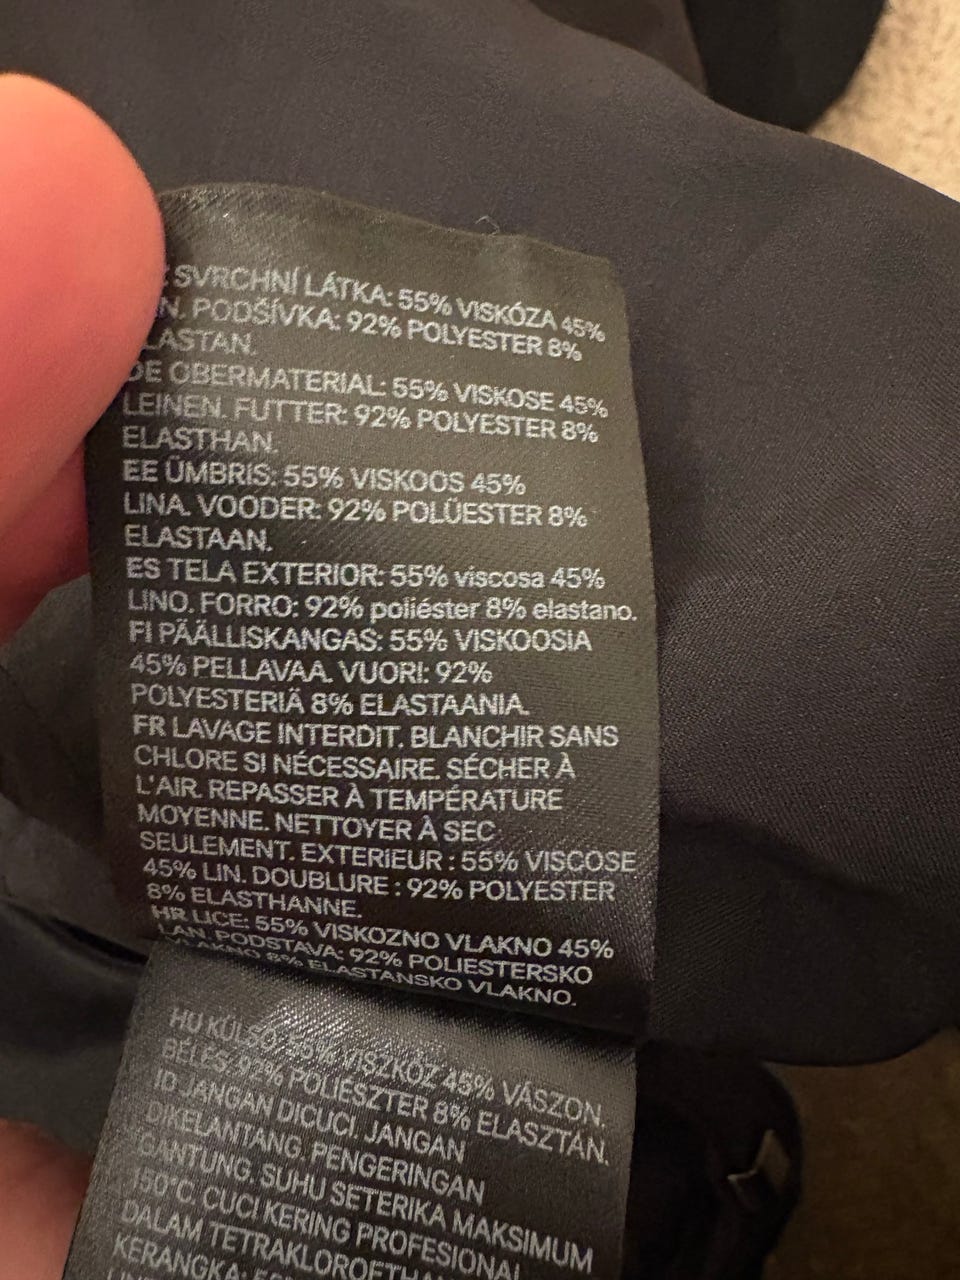 SVRCHNÍ LÁTKA: 55% VISKÓZA 45%
PODŠÍVKA: 92% POLYESTER 8%
LASTAN.
DE OBERMATERIAL: 55% VISKOSE 45%
LEINEN. FUTTER: 92% POLYESTER 8%
ELASTHAN.
EE ÜMBRIS: 55% VISKOOS 45%
LINA. VOODER: 92% POLÜESTER 8%
ELASTAAN.
ES TELA EXTERIOR: 55% viscosa 45%
LINO. FORRO: 92% poliéster 8% elastano.
FI PÄÄLLISKANGAS: 55% VISKOOSIA
45% PELLAVAA. VUORI: 92%
POLYESTERIÄ 8% ELASTAANIA.
FR LAVAGE INTERDIT. BLANCHIR SANS
CHLORE SI NÉCESSAIRE. SÉCHER À
L'AIR. REPASSER À TEMPÉRATURE
MOYENNE. NETTOYER À SEC
SEULEMENT. EXTERIEUR : 55% VISCOSE
45% LIN. DOUBLURE : 92% POLYESTER
8% ELASTHANNE.
HR LICE: 55% VISKOZNO VLAKNO 45%
LAN. PODSTAVA: 92% POLIESTERSKO
VLAKNO 8% ELASTANSKO VLAKNO.
HU KÜLSŐ: 55% VISZKÓZ 45% VÁSZON.
BÉLÉS: 92% POLIÉSZTER 8% ELASZTÁN.
ID JANGAN DICUCI. JANGAN
DIKELANTANG. PENGERINGAN
GANTUNG. SUHU SETERIKA MAKSIMUM
150°C. CUCI KERING PROFESIONAL
DALAM
KERANGKA: